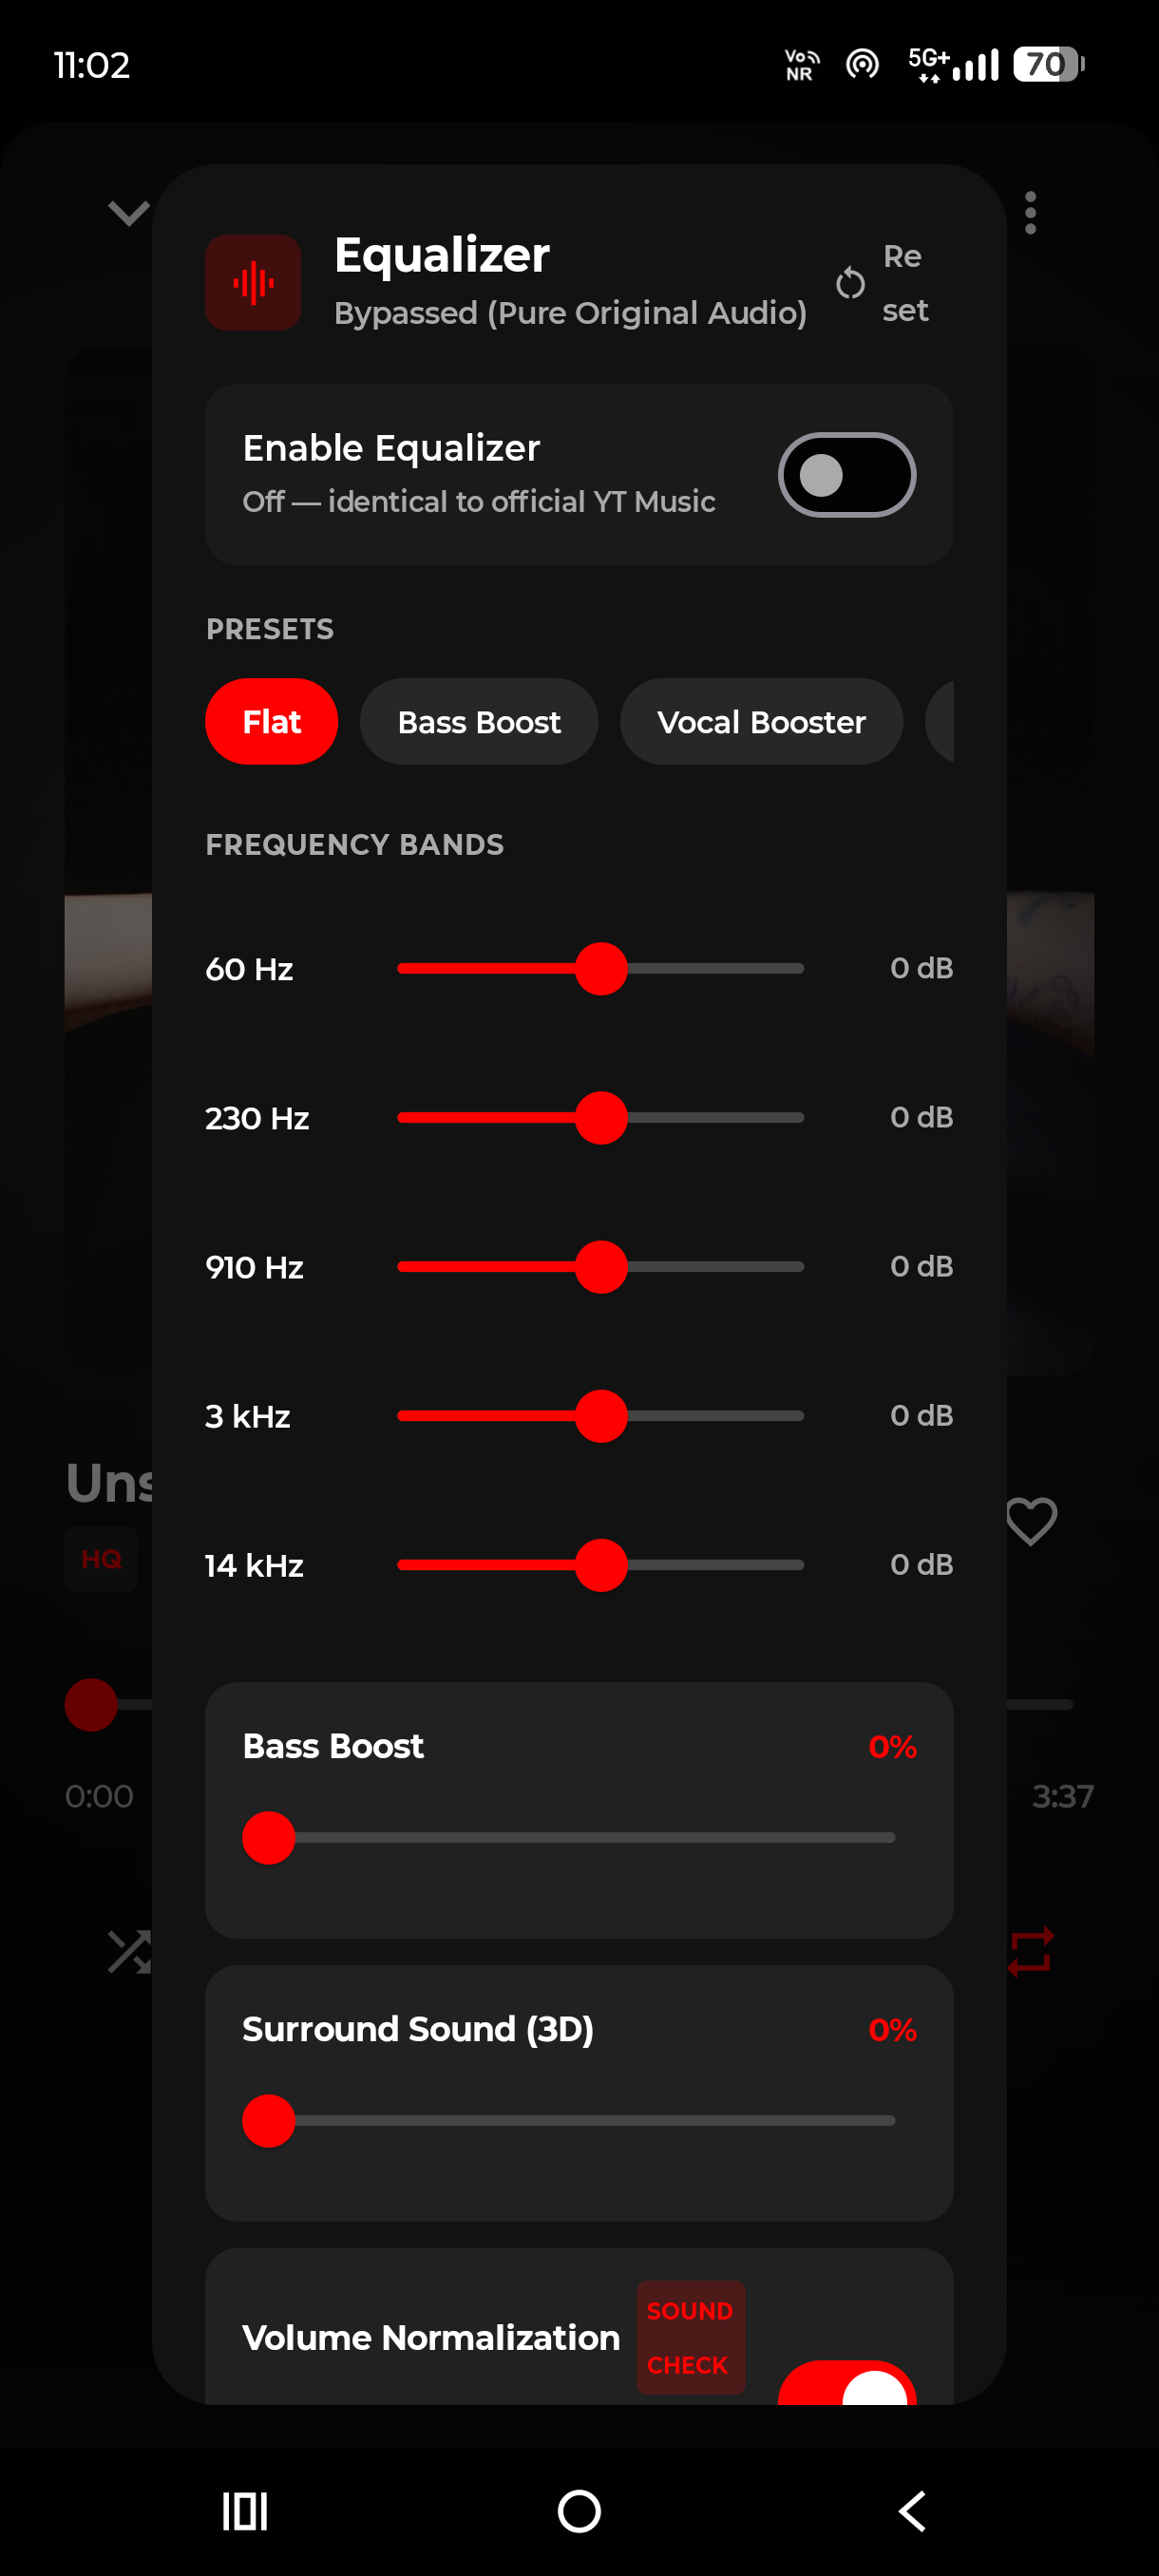 11:02
Vo NR
5G+
70
Equalizer
Bypassed (Pure Original Audio)
Re
set
Enable Equalizer
Off — identical to official YT Music
PRESETS
Flat
Bass Boost
Vocal Booster
FREQUENCY BANDS
60 Hz
0 dB
230 Hz
0 dB
910 Hz
0 dB
3 kHz
0 dB
14 kHz
0 dB
Uns
HQ
0:00
3:37
Bass Boost
0%
Surround Sound (3D)
0%
Volume Normalization
SOUND
CHECK